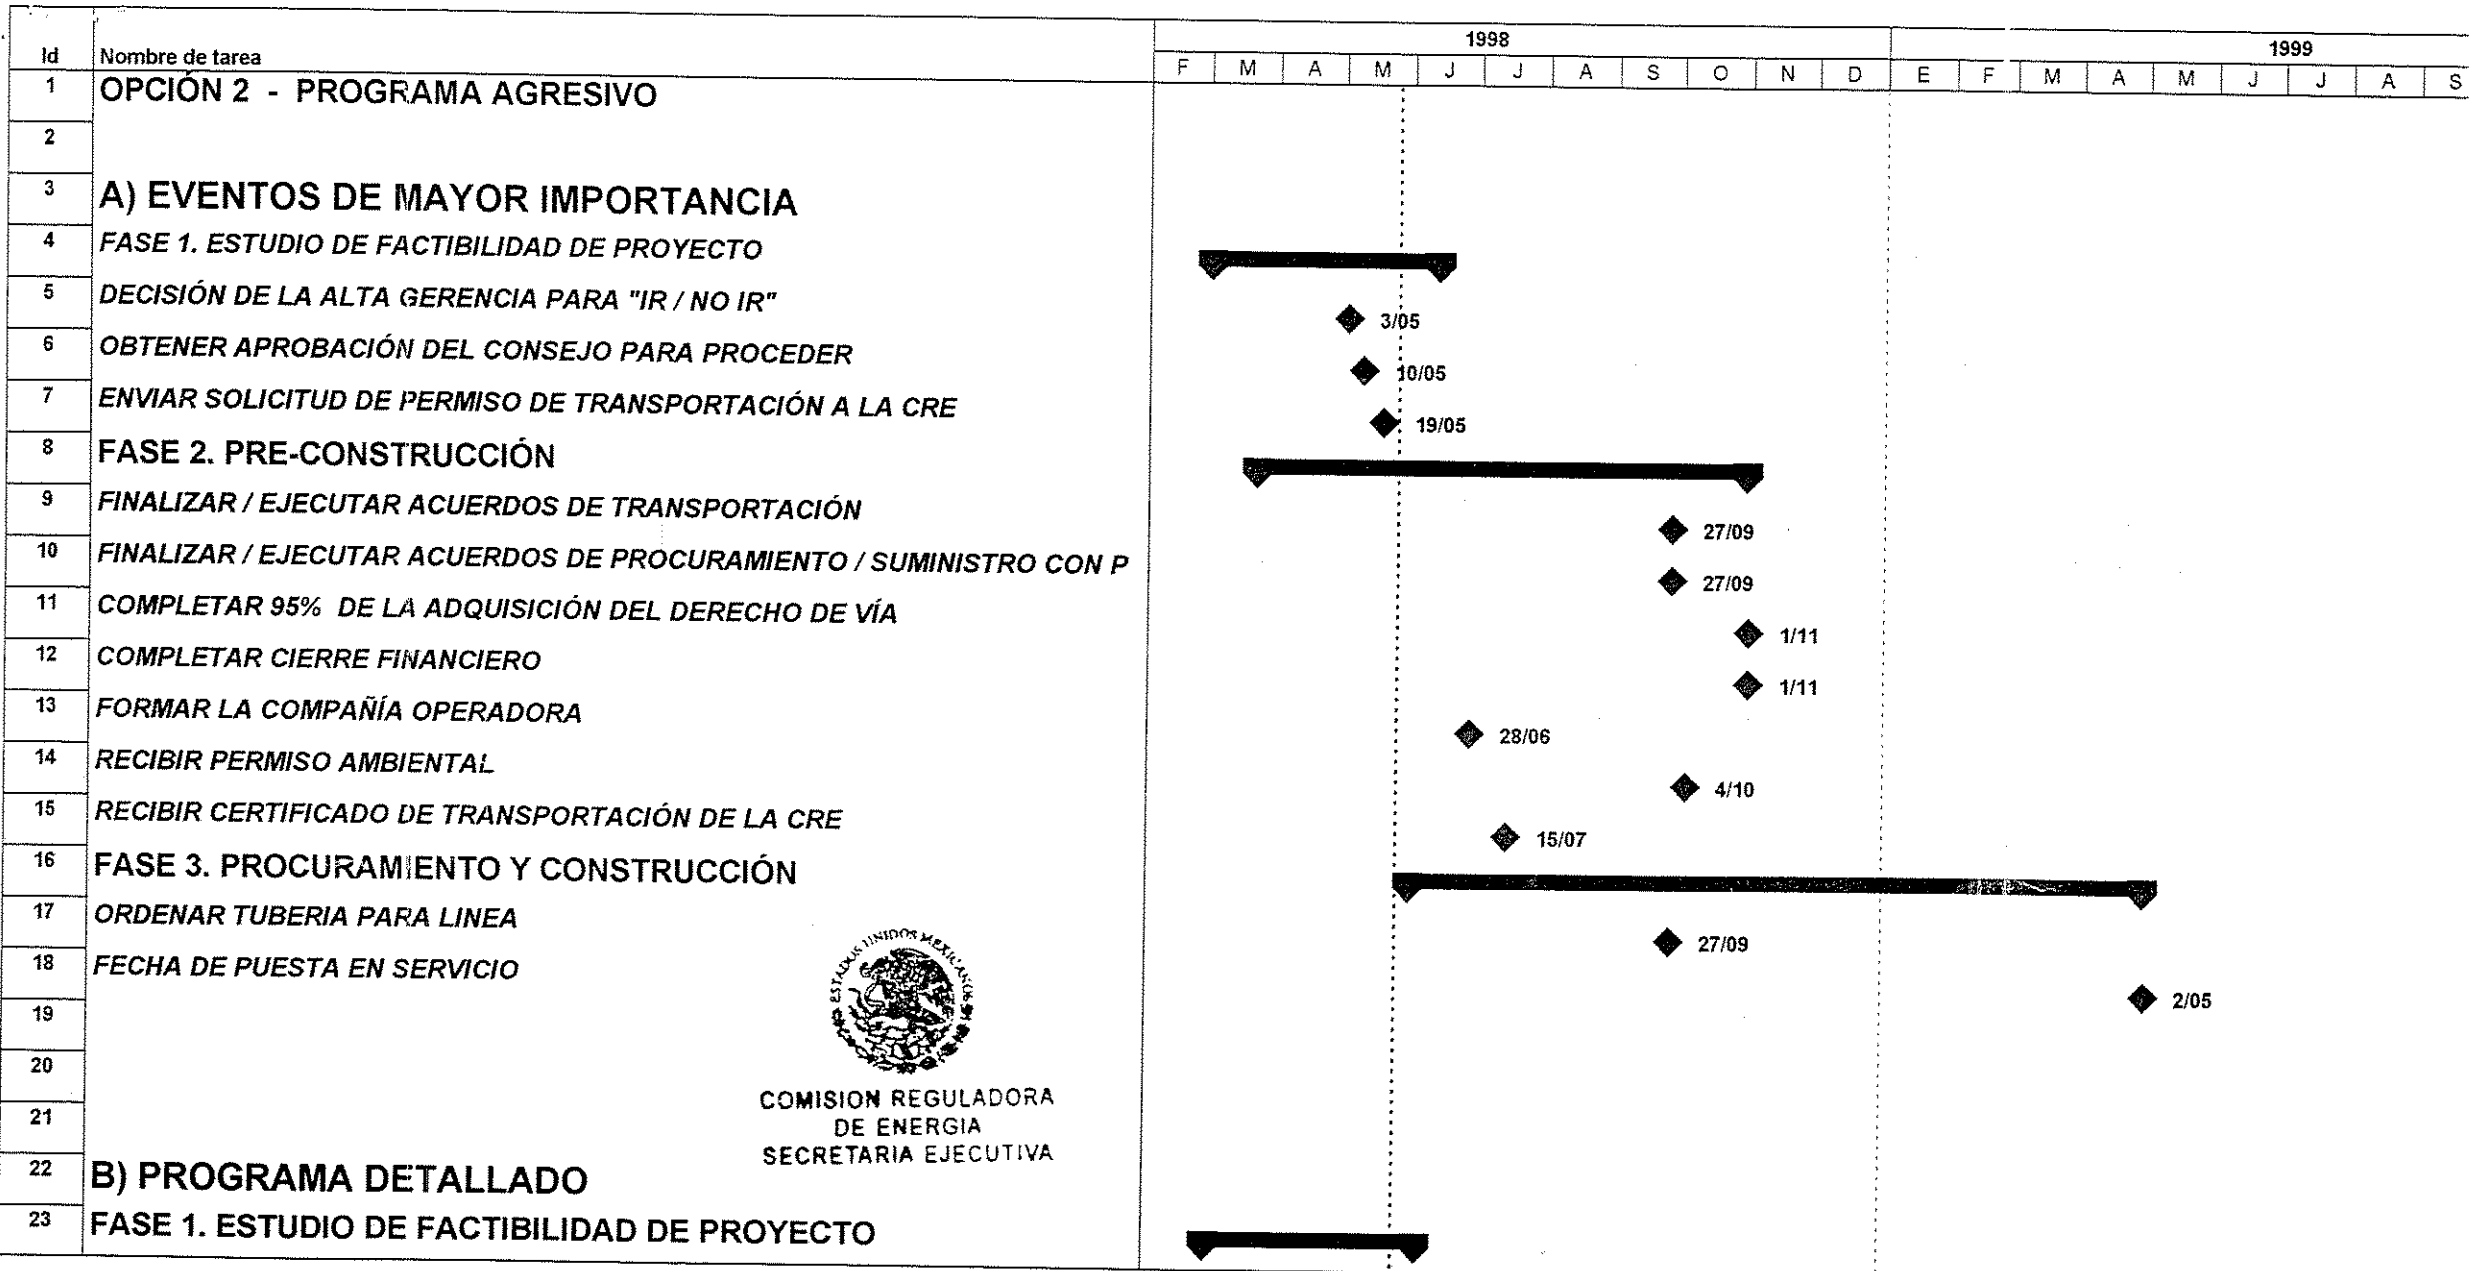 1998
1999
Id Nombre de tarea
F M A M J J A S O N D E F M A M J J A S
1 OPCIÓN 2 - PROGRAMA AGRESIVO
2
3 A) EVENTOS DE MAYOR IMPORTANCIA
4 FASE 1. ESTUDIO DE FACTIBILIDAD DE PROYECTO
5 DECISIÓN DE LA ALTA GERENCIA PARA "IR / NO IR" 3/05
6 OBTENER APROBACIÓN DEL CONSEJO PARA PROCEDER 10/05
7 ENVIAR SOLICITUD DE PERMISO DE TRANSPORTACIÓN A LA CRE 19/05
8 FASE 2. PRE-CONSTRUCCIÓN
9 FINALIZAR / EJECUTAR ACUERDOS DE TRANSPORTACIÓN 27/09
10 FINALIZAR / EJECUTAR ACUERDOS DE PROCURAMIENTO / SUMINISTRO CON P 27/09
11 COMPLETAR 95% DE LA ADQUISICIÓN DEL DERECHO DE VÍA 1/11
12 COMPLETAR CIERRE FINANCIERO 1/11
13 FORMAR LA COMPAÑÍA OPERADORA 28/06
14 RECIBIR PERMISO AMBIENTAL 4/10
15 RECIBIR CERTIFICADO DE TRANSPORTACIÓN DE LA CRE 15/07
16 FASE 3. PROCURAMIENTO Y CONSTRUCCIÓN
17 ORDENAR TUBERIA PARA LINEA 27/09
18 FECHA DE PUESTA EN SERVICIO 2/05
19
20
21
ESTADOS UNIDOS MEXICANOS
COMISION REGULADORA
DE ENERGIA
SECRETARIA EJECUTIVA
22 B) PROGRAMA DETALLADO
23 FASE 1. ESTUDIO DE FACTIBILIDAD DE PROYECTO